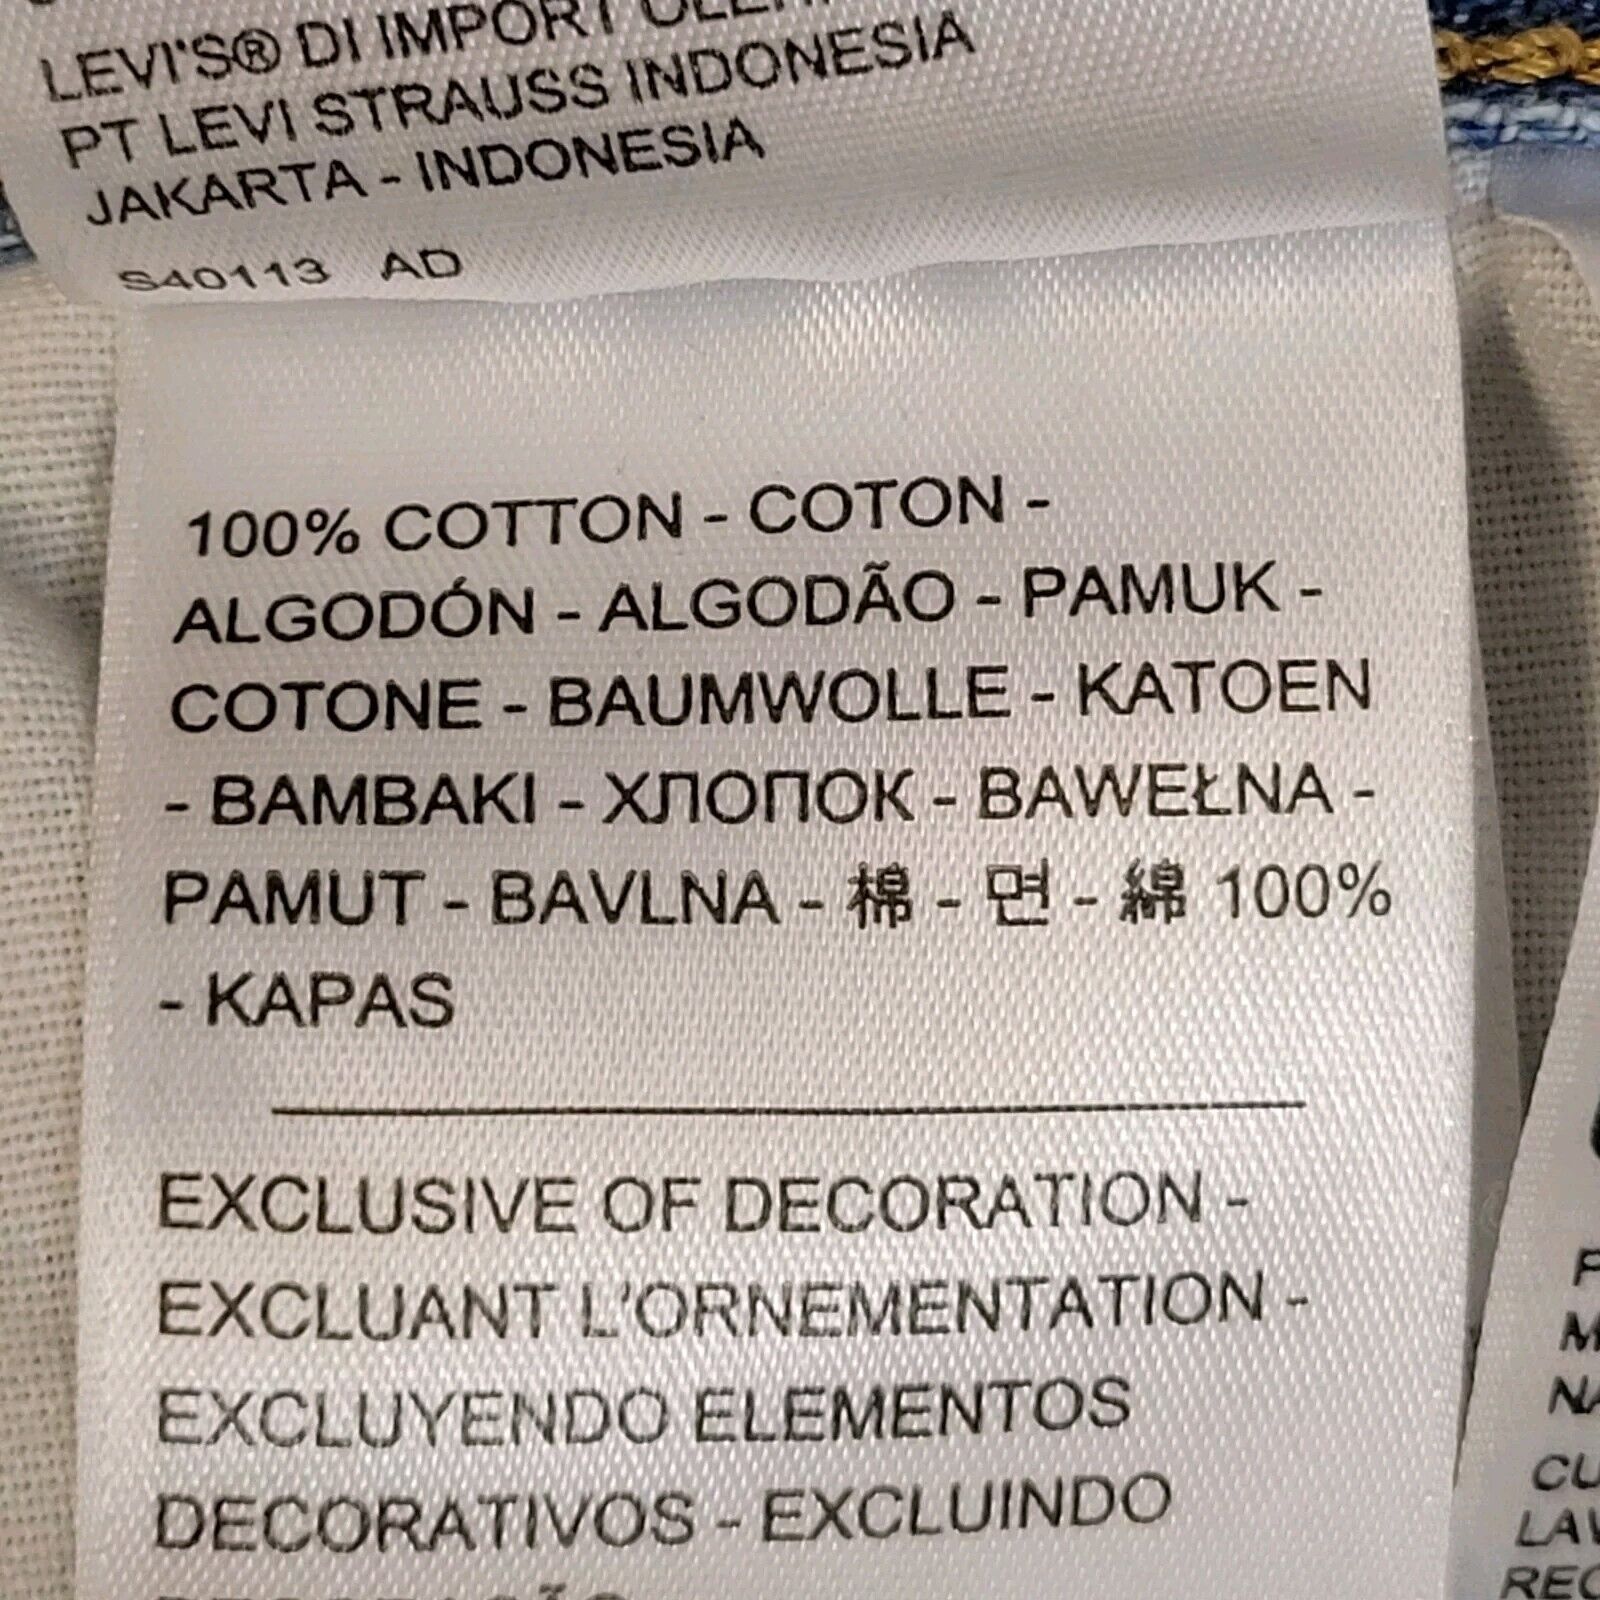 LEVI'S® DI IMPORT OLEH
PT LEVI STRAUSS INDONESIA
JAKARTA - INDONESIA
S40113 AD
100% COTTON - COTON -
ALGODÓN - ALGODÃO - PAMUK -
COTONE - BAUMWOLLE - KATOEN
- BAMBAKI - ХЛОПОК - BAWEŁNA -
PAMUT - BAVLNA - 棉 - 면 - 綿 100%
- KAPAS
EXCLUSIVE OF DECORATION -
EXCLUANT L'ORNEMENTATION -
EXCLUYENDO ELEMENTOS
DECORATIVOS - EXCLUINDO